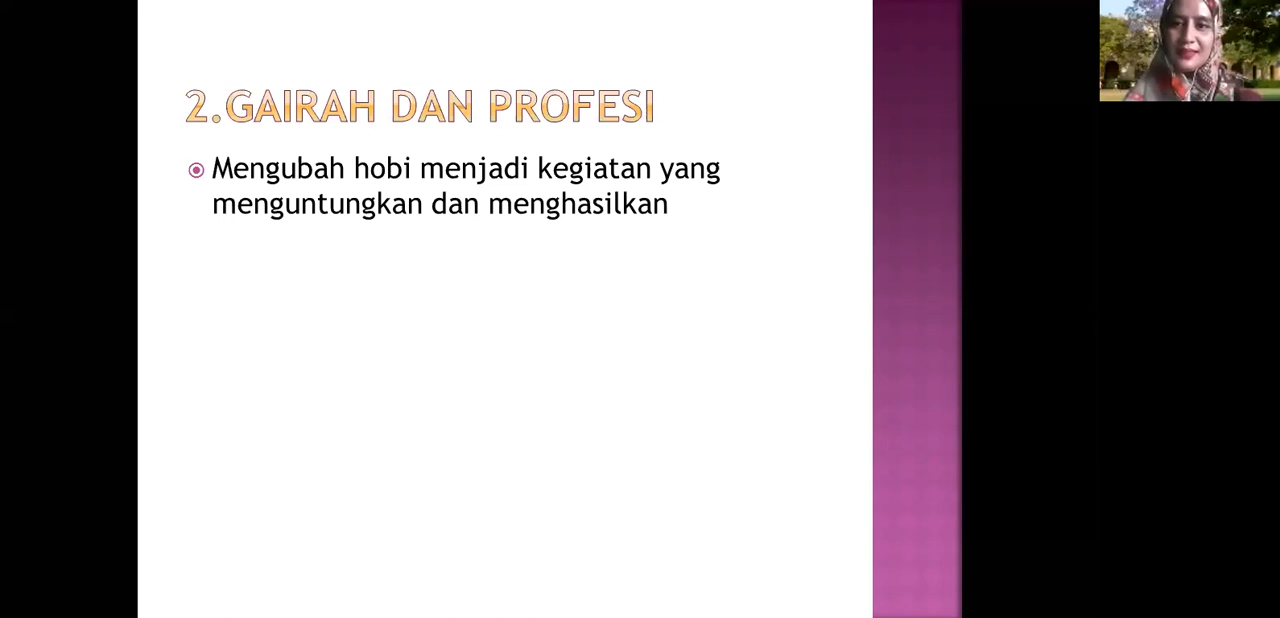 2.GAIRAH DAN PROFESI
Mengubah hobi menjadi kegiatan yang
menguntungkan dan menghasilkan